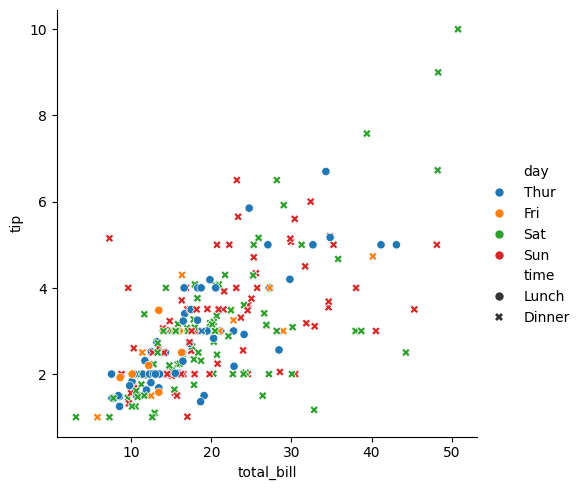 10
8
6
4
2
tip
10
20
30
40
50
total_bill
day
Thur
Fri
Sat
Sun
time
Lunch
Dinner